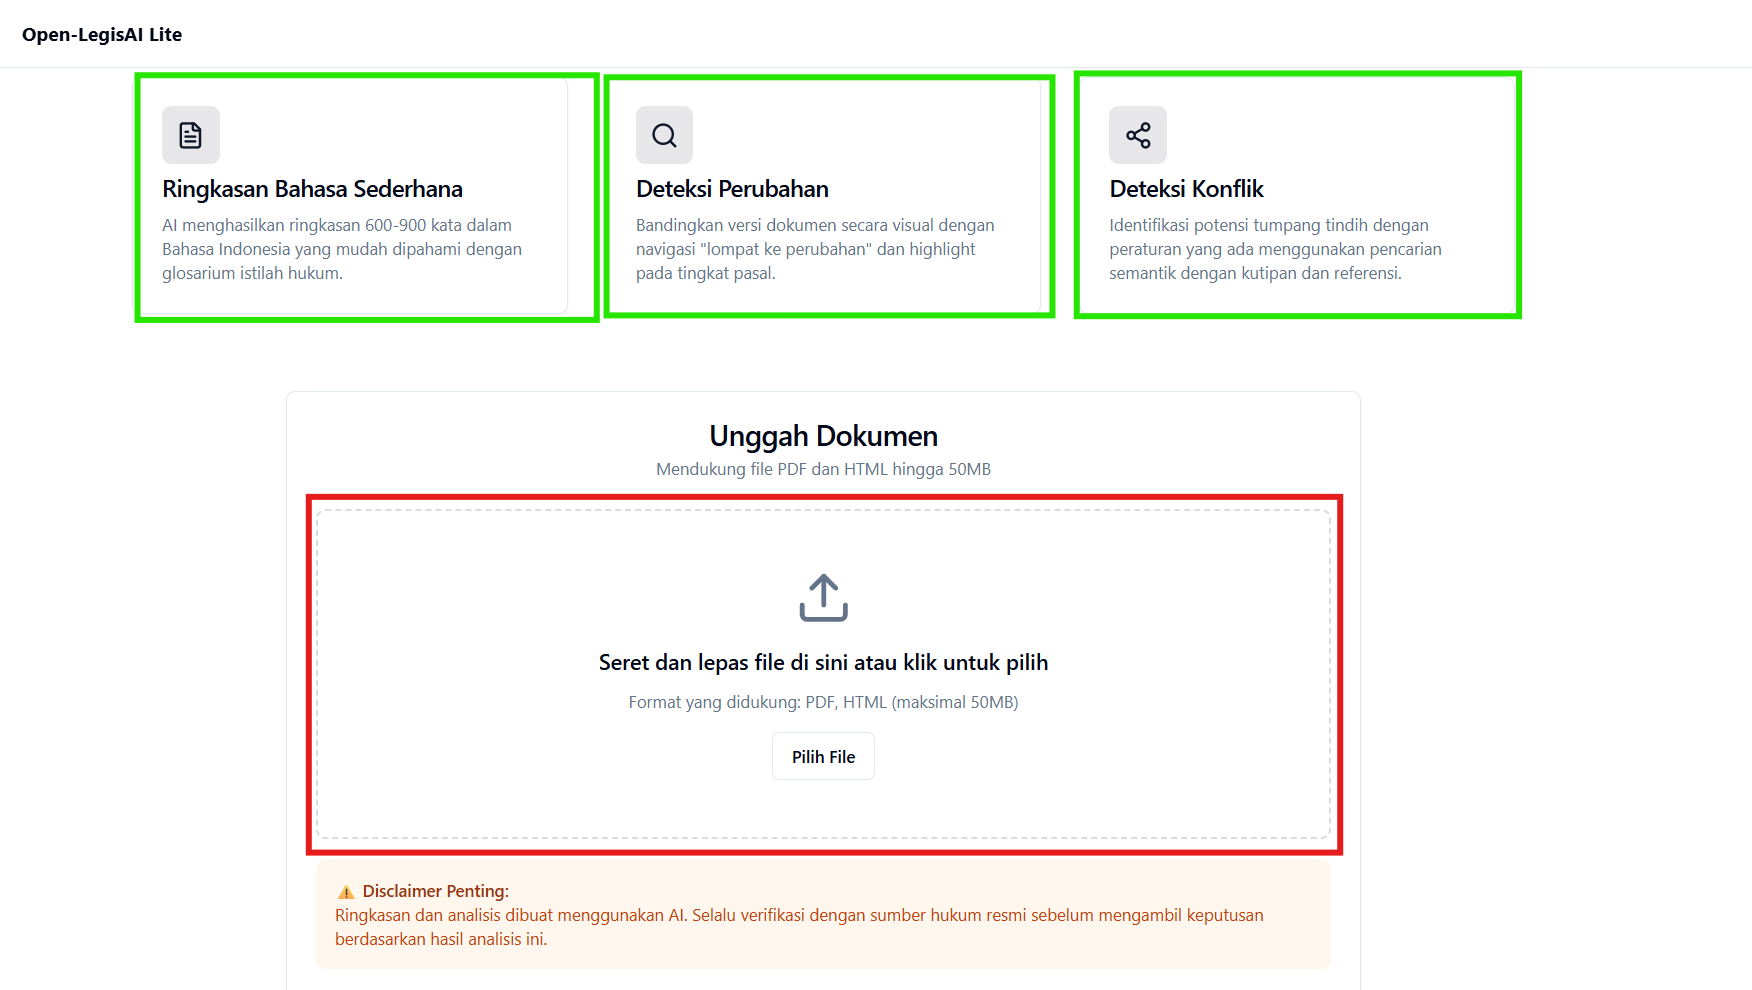 Open-LegisAI Lite
Ringkasan Bahasa Sederhana
AI menghasilkan ringkasan 600-900 kata dalam
Bahasa Indonesia yang mudah dipahami dengan
glosarium istilah hukum.
Deteksi Perubahan
Bandingkan versi dokumen secara visual dengan
navigasi "lompat ke perubahan" dan highlight
pada tingkat pasal.
Deteksi Konflik
Identifikasi potensi tumpang tindih dengan
peraturan yang ada menggunakan pencarian
semantik dengan kutipan dan referensi.
Unggah Dokumen
Mendukung file PDF dan HTML hingga 50MB
Seret dan lepas file di sini atau klik untuk pilih
Format yang didukung: PDF, HTML (maksimal 50MB)
Pilih File
Disclaimer Penting:
Ringkasan dan analisis dibuat menggunakan AI. Selalu verifikasi dengan sumber hukum resmi sebelum mengambil keputusan
berdasarkan hasil analisis ini.